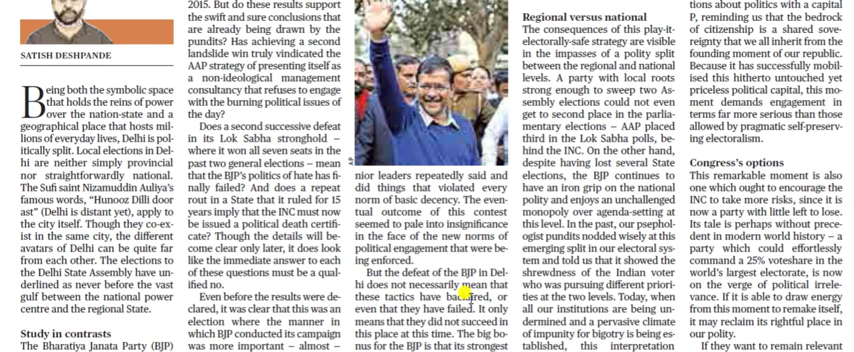 SATISH DESHPANDE
Being both the symbolic space
that holds the reins of power
over the nation-state and a
geographical place that hosts mil-
lions of everyday lives, Delhi is pol-
itically split. Local elections in Del-
hi are neither simply provincial
nor straightforwardly national.
The Sufi saint Nizamuddin Auliya's
famous words, “Hunooz Dilli door
ast” (Delhi is distant yet), apply to
the city itself. Though they co-ex-
ist in the same city, the different
avatars of Delhi can be quite far
from each other. The elections to
the Delhi State Assembly have un-
derlined as never before the vast
gulf between the national power
centre and the regional State.
Study in contrasts
The Bharatiya Janata Party (BJP)
2015. But do these results support
the swift and sure conclusions that
are already being drawn by the
pundits? Has achieving a second
landslide win truly vindicated the
AAP strategy of presenting itself as
a non-ideological management
consultancy that refuses to engage
with the burning political issues of
the day?
Does a second successive defeat
in its Lok Sabha stronghold –
where it won all seven seats in the
past two general elections – mean
that the BJP's politics of hate has fi-
nally failed? And does a repeat
rout in a State that it ruled for 15
years imply that the INC must now
be issued a political death certifi-
cate? Though the details will be-
come clear only later, it does look
like the immediate answer to each
of these questions must be a qual-
ified no.
Even before the results were de-
clared, it was clear that this was an
election where the manner in
which BJP conducted its campaign
was more important – almost –
AP
nior leaders repeatedly said and
did things that violated every
norm of basic decency. The even-
tual outcome of this contest
seemed to pale into insignificance
in the face of the new norms of
political engagement that were be-
ing enforced.
But the defeat of the BJP in Del-
hi does not necessarily mean that
these tactics have backfired, or
even that they have failed. It only
means that they did not succeed in
this place at this time. The big bo-
nus for the BJP is that its strongest
Regional versus national
The consequences of this play-it-
electorally-safe strategy are visible
in the impasses of a polity split
between the regional and national
levels. A party with local roots
strong enough to sweep two As-
sembly elections could not even
get to second place in the parlia-
mentary elections – AAP placed
third in the Lok Sabha polls, be-
hind the INC. On the other hand,
despite having lost several State
elections, the BJP continues to
have an iron grip on the national
polity and enjoys an unchallenged
monopoly over agenda-setting at
this level. In the past, our psephol-
ogist pundits nodded wisely at this
emerging split in our electoral sys-
tem and told us that it showed the
shrewdness of the Indian voter
who was pursuing different priori-
ties at the two levels. Today, when
all our institutions are being un-
dermined and a pervasive climate
of impunity for bigotry is being es-
tablished, this interpretation
tions about politics with a capital
P, reminding us that the bedrock
of citizenship is a shared sove-
reignty that we all inherit from the
founding moment of our republic.
Because it has successfully mobil-
ised this hitherto untouched yet
priceless political capital, this mo-
ment demands engagement in
terms far more serious than those
allowed by pragmatic self-preserv-
ing electoralism.
Congress's options
This remarkable moment is also
one which ought to encourage the
INC to take more risks, since it is
now a party with little left to lose.
Its tale is perhaps without prece-
dent in modern world history – a
party which could effortlessly
command a 25% voteshare in the
world's largest electorate, is now
on the verge of political irrele-
vance. If it is able to draw energy
from this moment to remake itself,
it may reclaim its rightful place in
our polity.
If they want to remain relevant